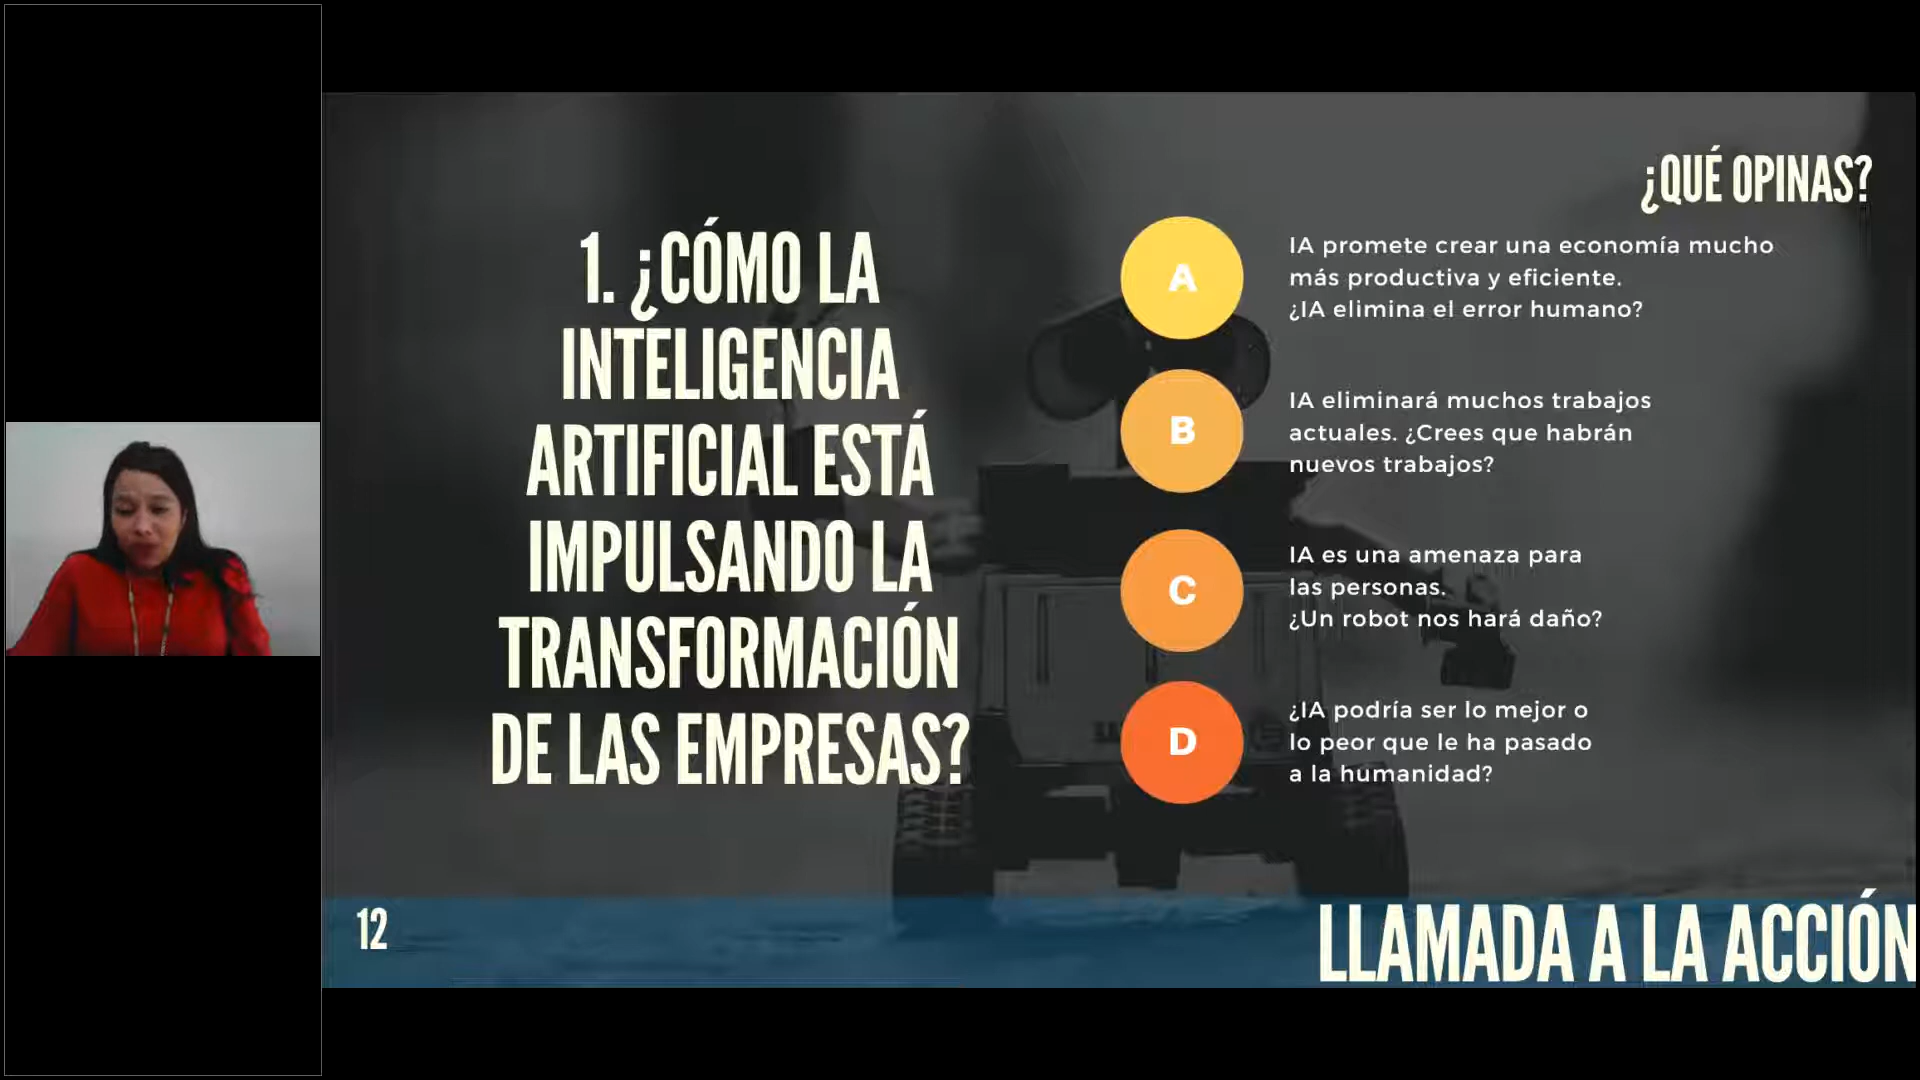 ¿QUÉ OPINAS?
1. ¿CÓMO LA
INTELIGENCIA
ARTIFICIAL ESTÁ
IMPULSANDO LA
TRANSFORMACIÓN
DE LAS EMPRESAS?
A
IA promete crear una economía mucho
más productiva y eficiente.
¿IA elimina el error humano?
B
IA eliminará muchos trabajos
actuales. ¿Crees que habrán
nuevos trabajos?
C
IA es una amenaza para
las personas.
¿Un robot nos hará daño?
D
¿IA podría ser lo mejor o
lo peor que le ha pasado
a la humanidad?
12
LLAMADA A LA ACCIÓN